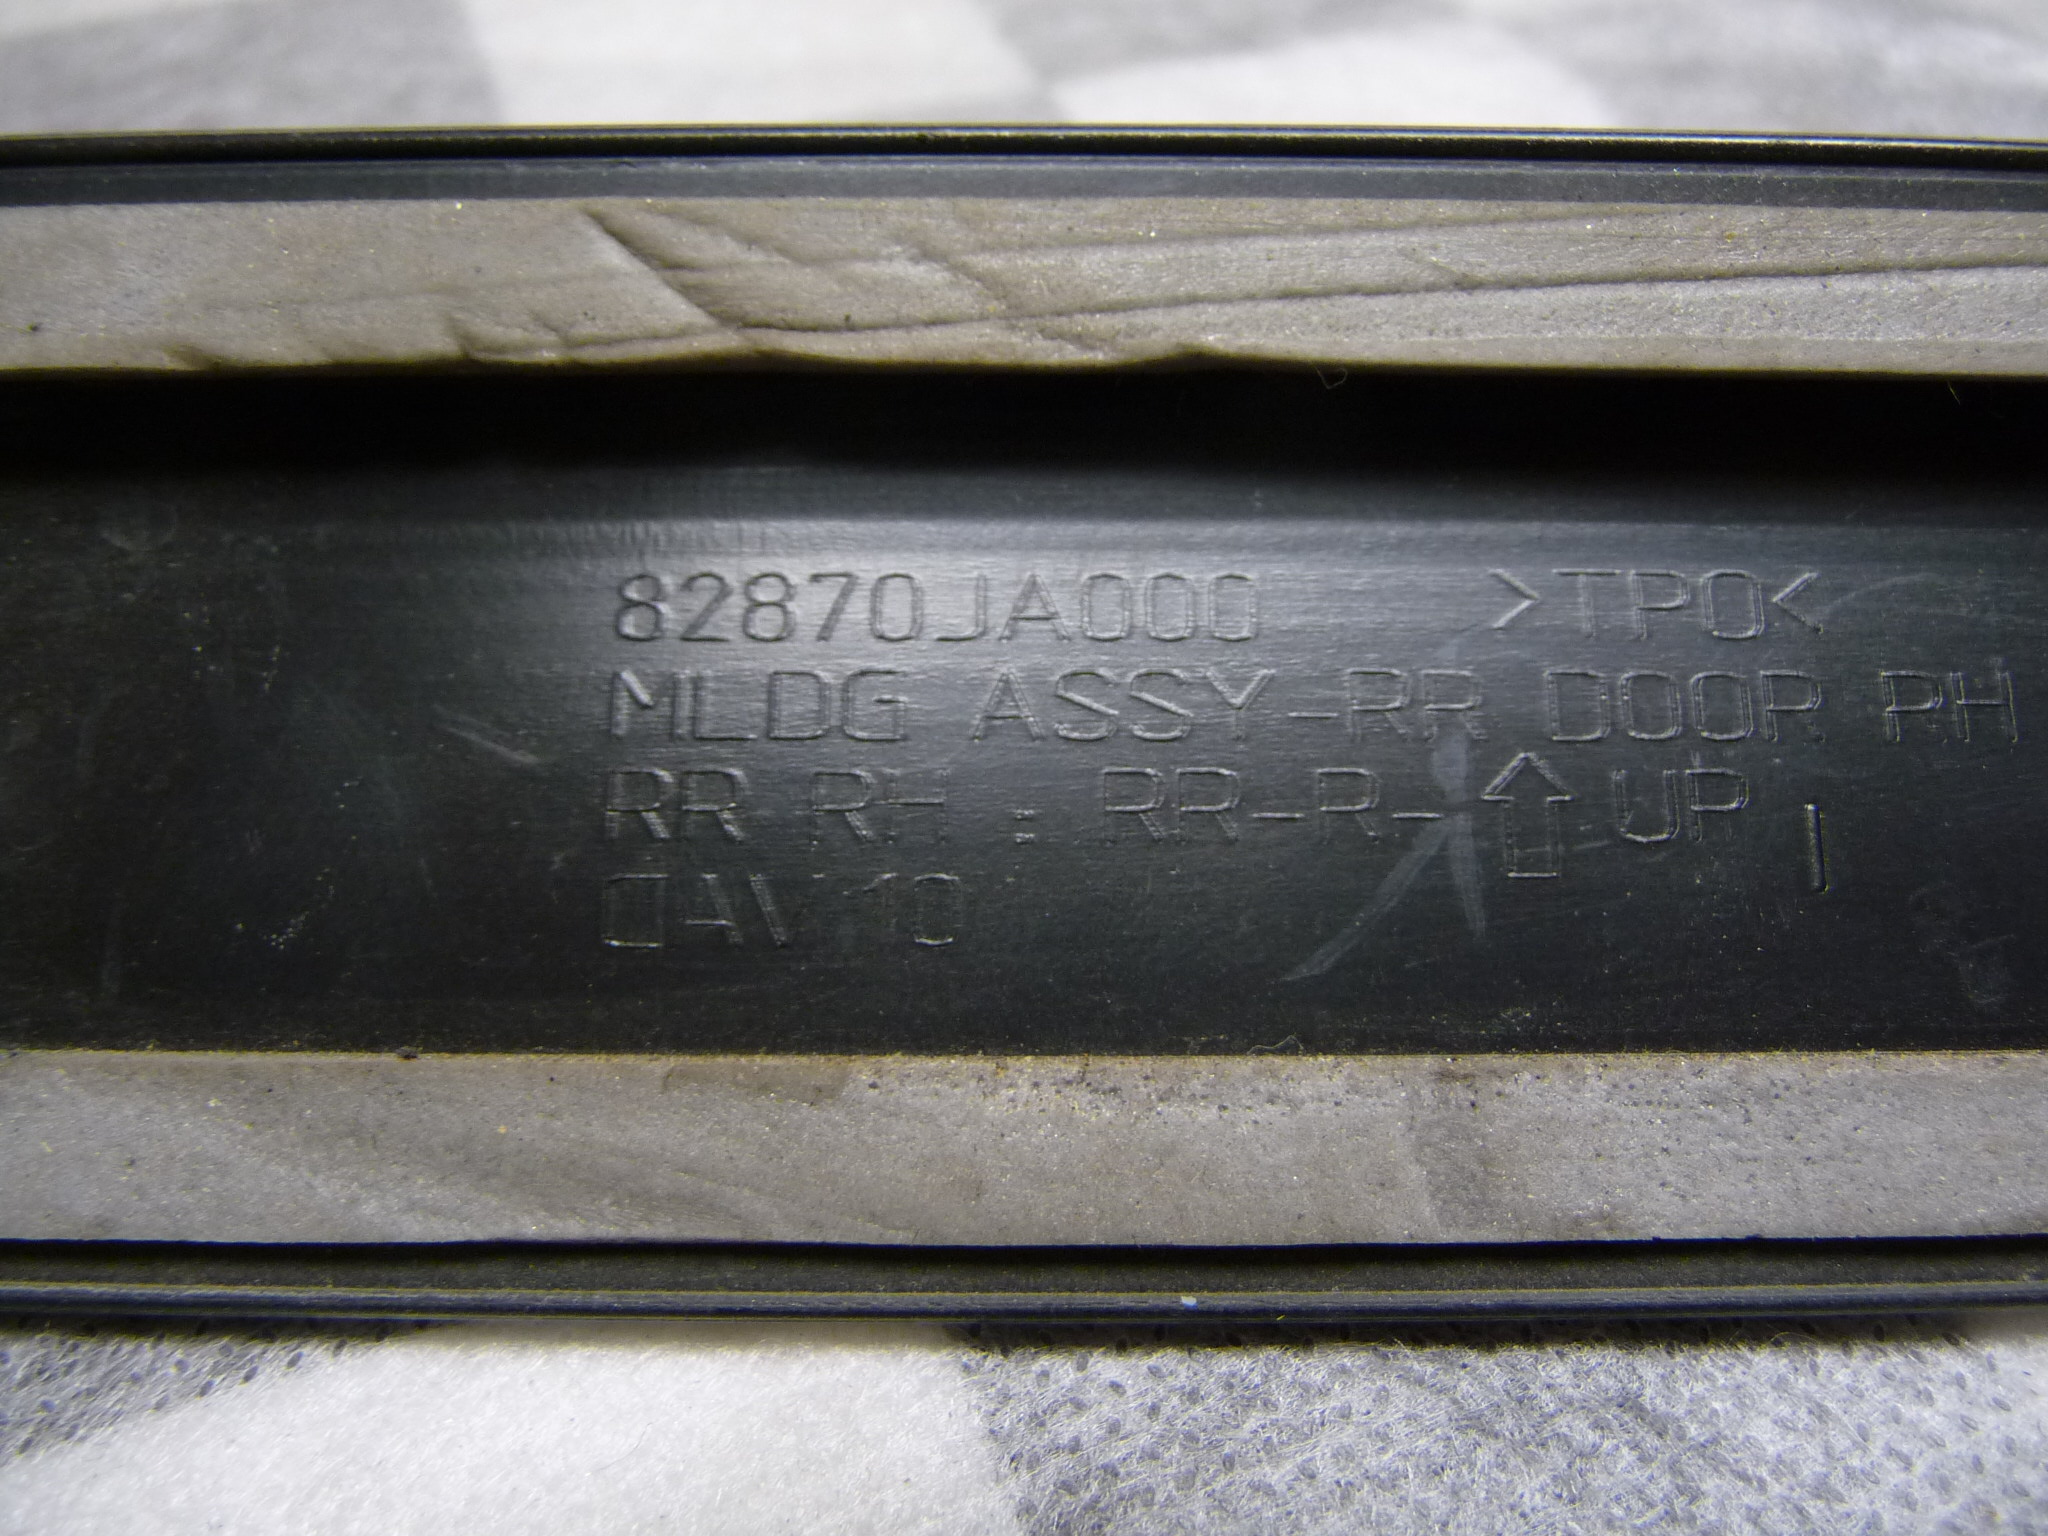 82870JA000 >TPO<
MLDG ASSY-RR DOOR RH
RR RH : RR-R- ⇧ UP
CAV 10